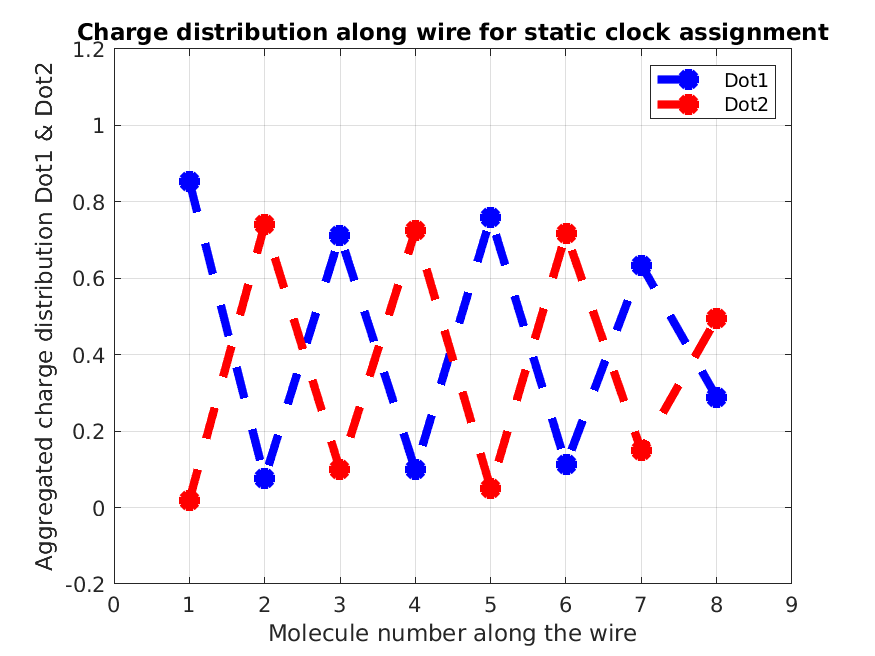 Charge distribution along wire for static clock assignment
Aggregated charge distribution Dot1 & Dot2
1.2
1
0.8
0.6
0.4
0.2
0
-0.2
0 1 2 3 4 5 6 7 8 9
Molecule number along the wire
Dot1
Dot2